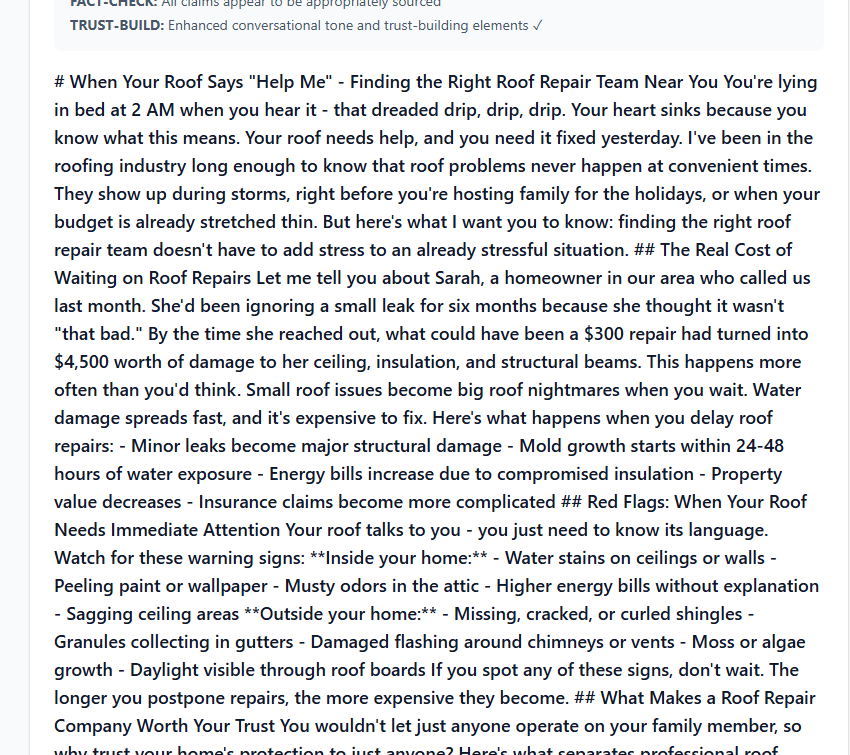 FACT-CHECK: All claims appear to be appropriately sourced
TRUST-BUILD: Enhanced conversational tone and trust-building elements ✓
# When Your Roof Says "Help Me" - Finding the Right Roof Repair Team Near You You're lying
in bed at 2 AM when you hear it - that dreaded drip, drip, drip. Your heart sinks because you
know what this means. Your roof needs help, and you need it fixed yesterday. I've been in the
roofing industry long enough to know that roof problems never happen at convenient times.
They show up during storms, right before you're hosting family for the holidays, or when your
budget is already stretched thin. But here's what I want you to know: finding the right roof
repair team doesn't have to add stress to an already stressful situation. ## The Real Cost of
Waiting on Roof Repairs Let me tell you about Sarah, a homeowner in our area who called us
last month. She'd been ignoring a small leak for six months because she thought it wasn't
"that bad." By the time she reached out, what could have been a $300 repair had turned into
$4,500 worth of damage to her ceiling, insulation, and structural beams. This happens more
often than you'd think. Small roof issues become big roof nightmares when you wait. Water
damage spreads fast, and it's expensive to fix. Here's what happens when you delay roof
repairs: - Minor leaks become major structural damage - Mold growth starts within 24-48
hours of water exposure - Energy bills increase due to compromised insulation - Property
value decreases - Insurance claims become more complicated ## Red Flags: When Your Roof
Needs Immediate Attention Your roof talks to you - you just need to know its language.
Watch for these warning signs: **Inside your home:** - Water stains on ceilings or walls -
Peeling paint or wallpaper - Musty odors in the attic - Higher energy bills without explanation
- Sagging ceiling areas **Outside your home:** - Missing, cracked, or curled shingles -
Granules collecting in gutters - Damaged flashing around chimneys or vents - Moss or algae
growth - Daylight visible through roof boards If you spot any of these signs, don't wait. The
longer you postpone repairs, the more expensive they become. ## What Makes a Roof Repair
Company Worth Your Trust You wouldn't let just anyone operate on your family member, so
why trust your home's protection to just anyone? Here's what separates professional roof